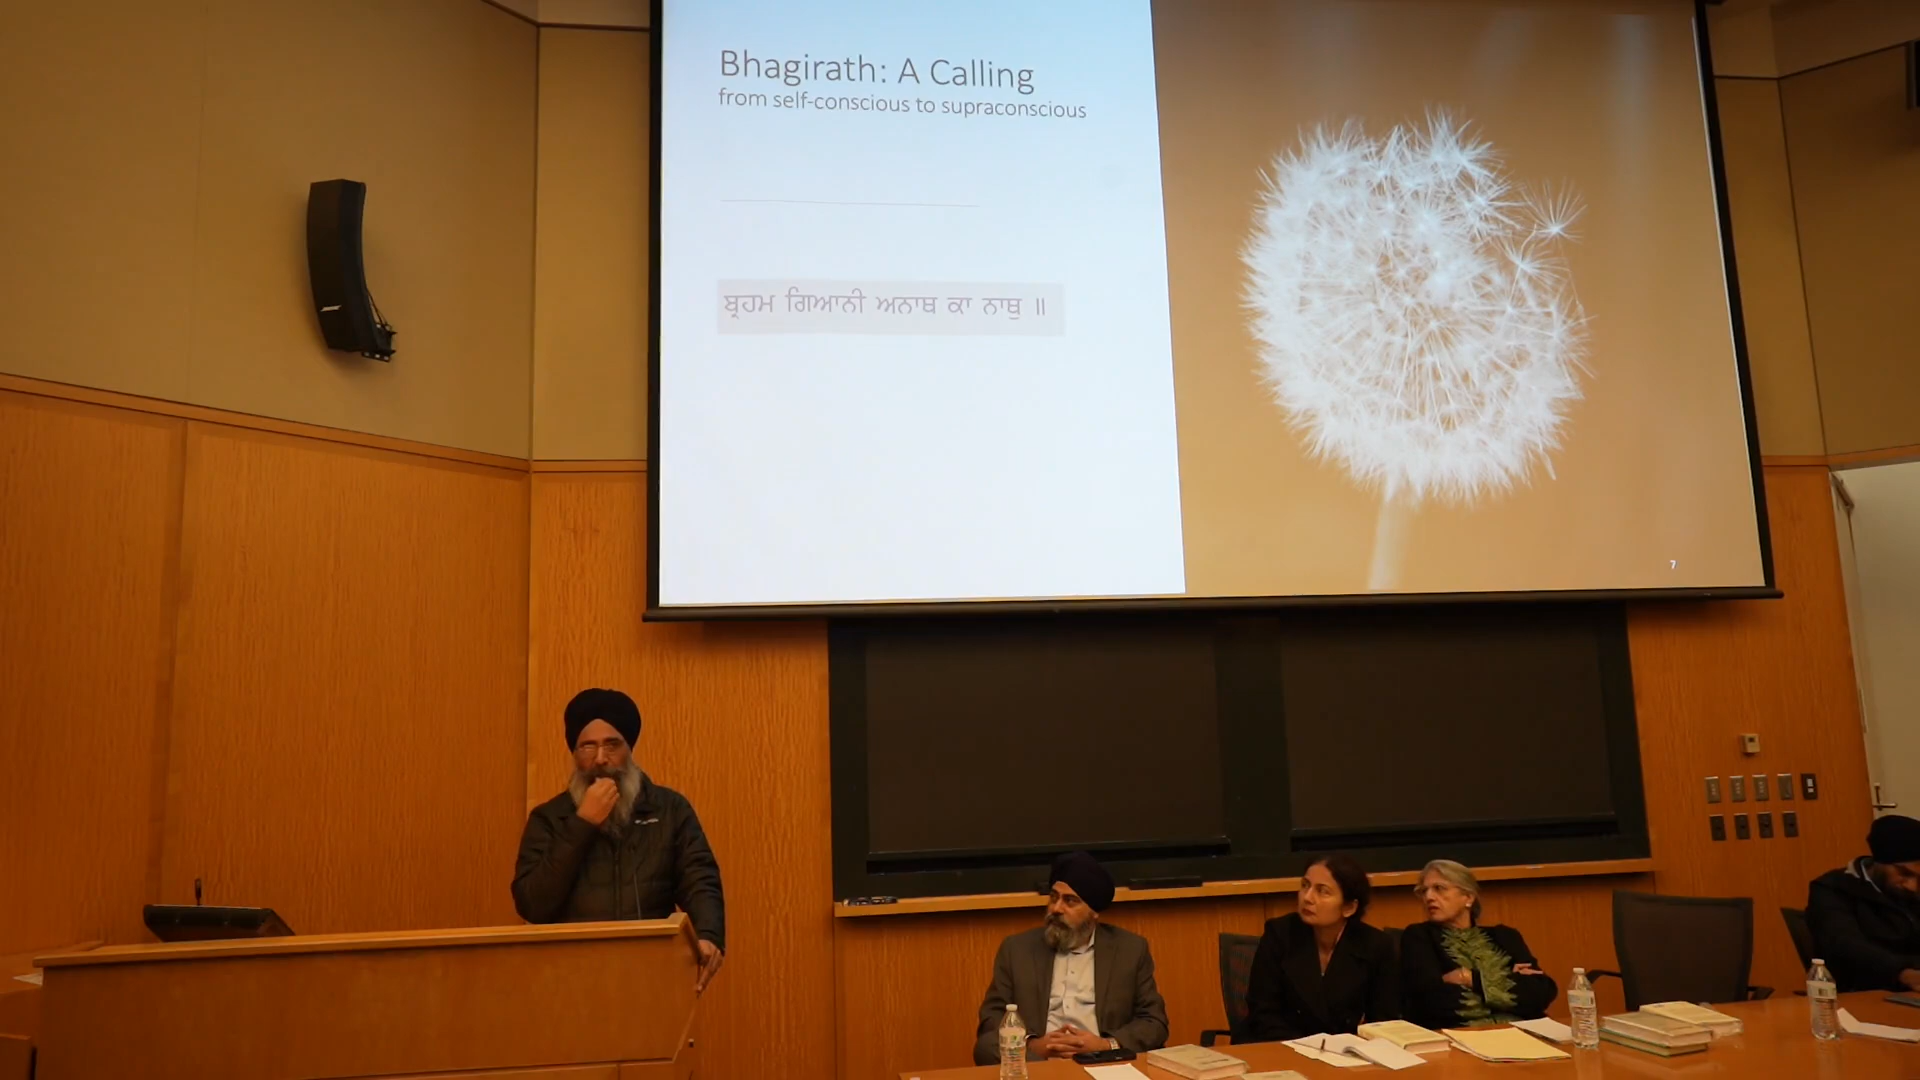 Bhagirath: A Calling
from self-conscious to supraconscious
ਬ੍ਰਹਮ ਗਿਆਨੀ ਅਨਾਥ ਕਾ ਨਾਥੁ ॥
7